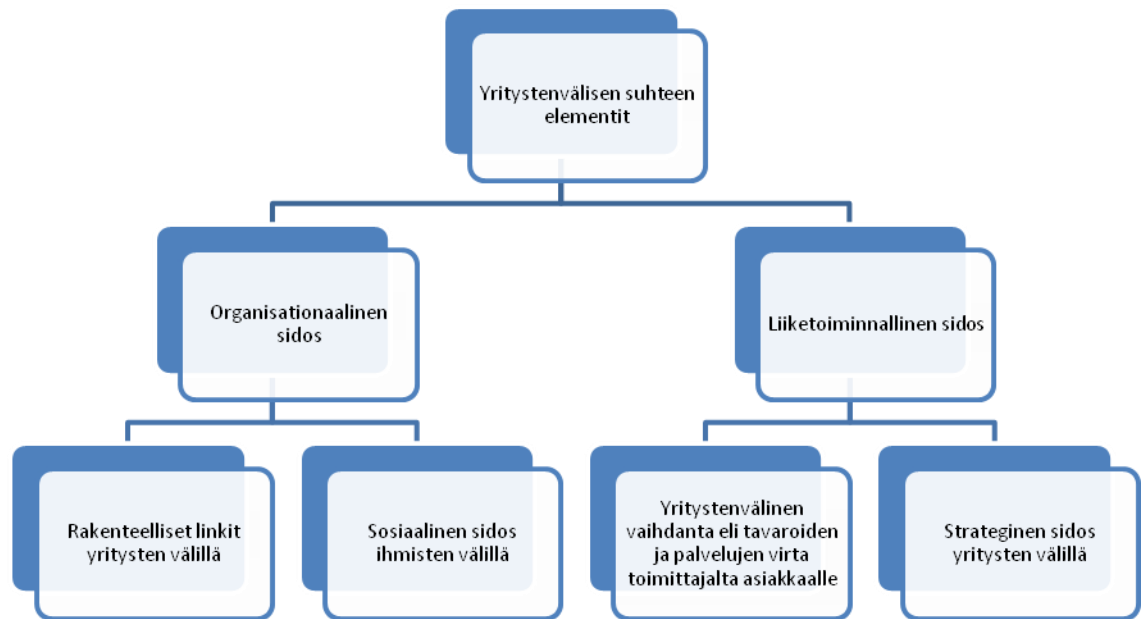 Yritystenvälisen suhteen
elementit
Organisationaalinen
sidos
Liiketoiminnallinen sidos
Rakenteelliset linkit
yritysten välillä
Sosiaalinen sidos
ihmisten välillä
Yritystenvälinen
vaihdanta eli tavaroiden
ja palvelujen virta
toimittajalta asiakkaalle
Strateginen sidos
yritysten välillä